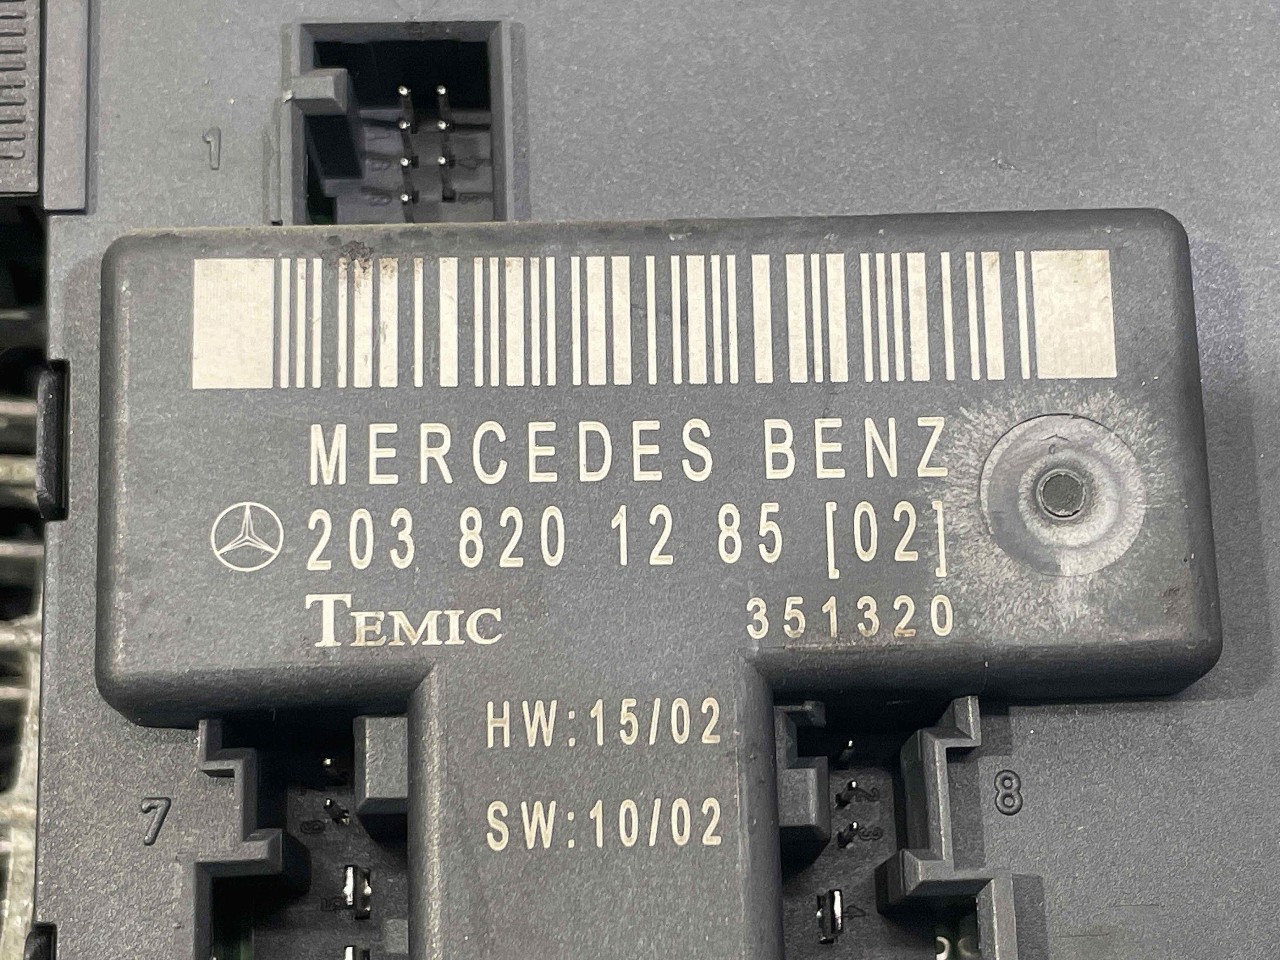 1
MERCEDES BENZ
203 820 12 85 [02]
TEMIC 351320
HW:15/02
SW:10/02
7
8